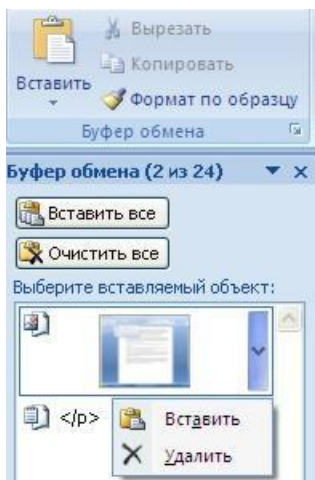 Вырезать
Копировать
Вставить
Формат по образцу
Буфер обмена
Буфер обмена (2 из 24)
Вставить все
Очистить все
Выберите вставляемый объект:
</p>
Вставить
Удалить